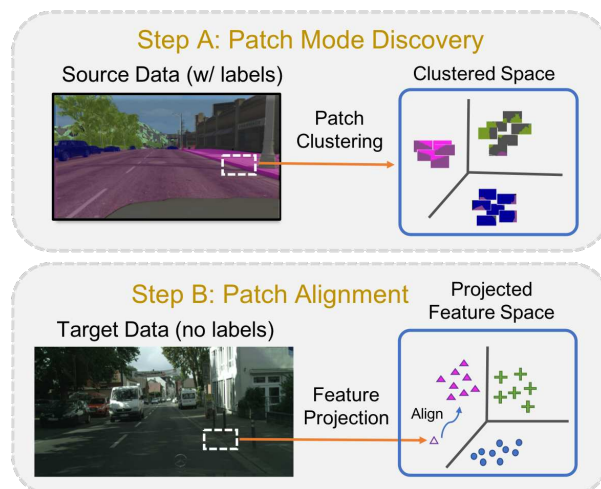 Step A: Patch Mode Discovery
Source Data (w/ labels)
Clustered Space
Patch
Clustering
Step B: Patch Alignment
Projected
Feature Space
Target Data (no labels)
Feature
Projection
Align